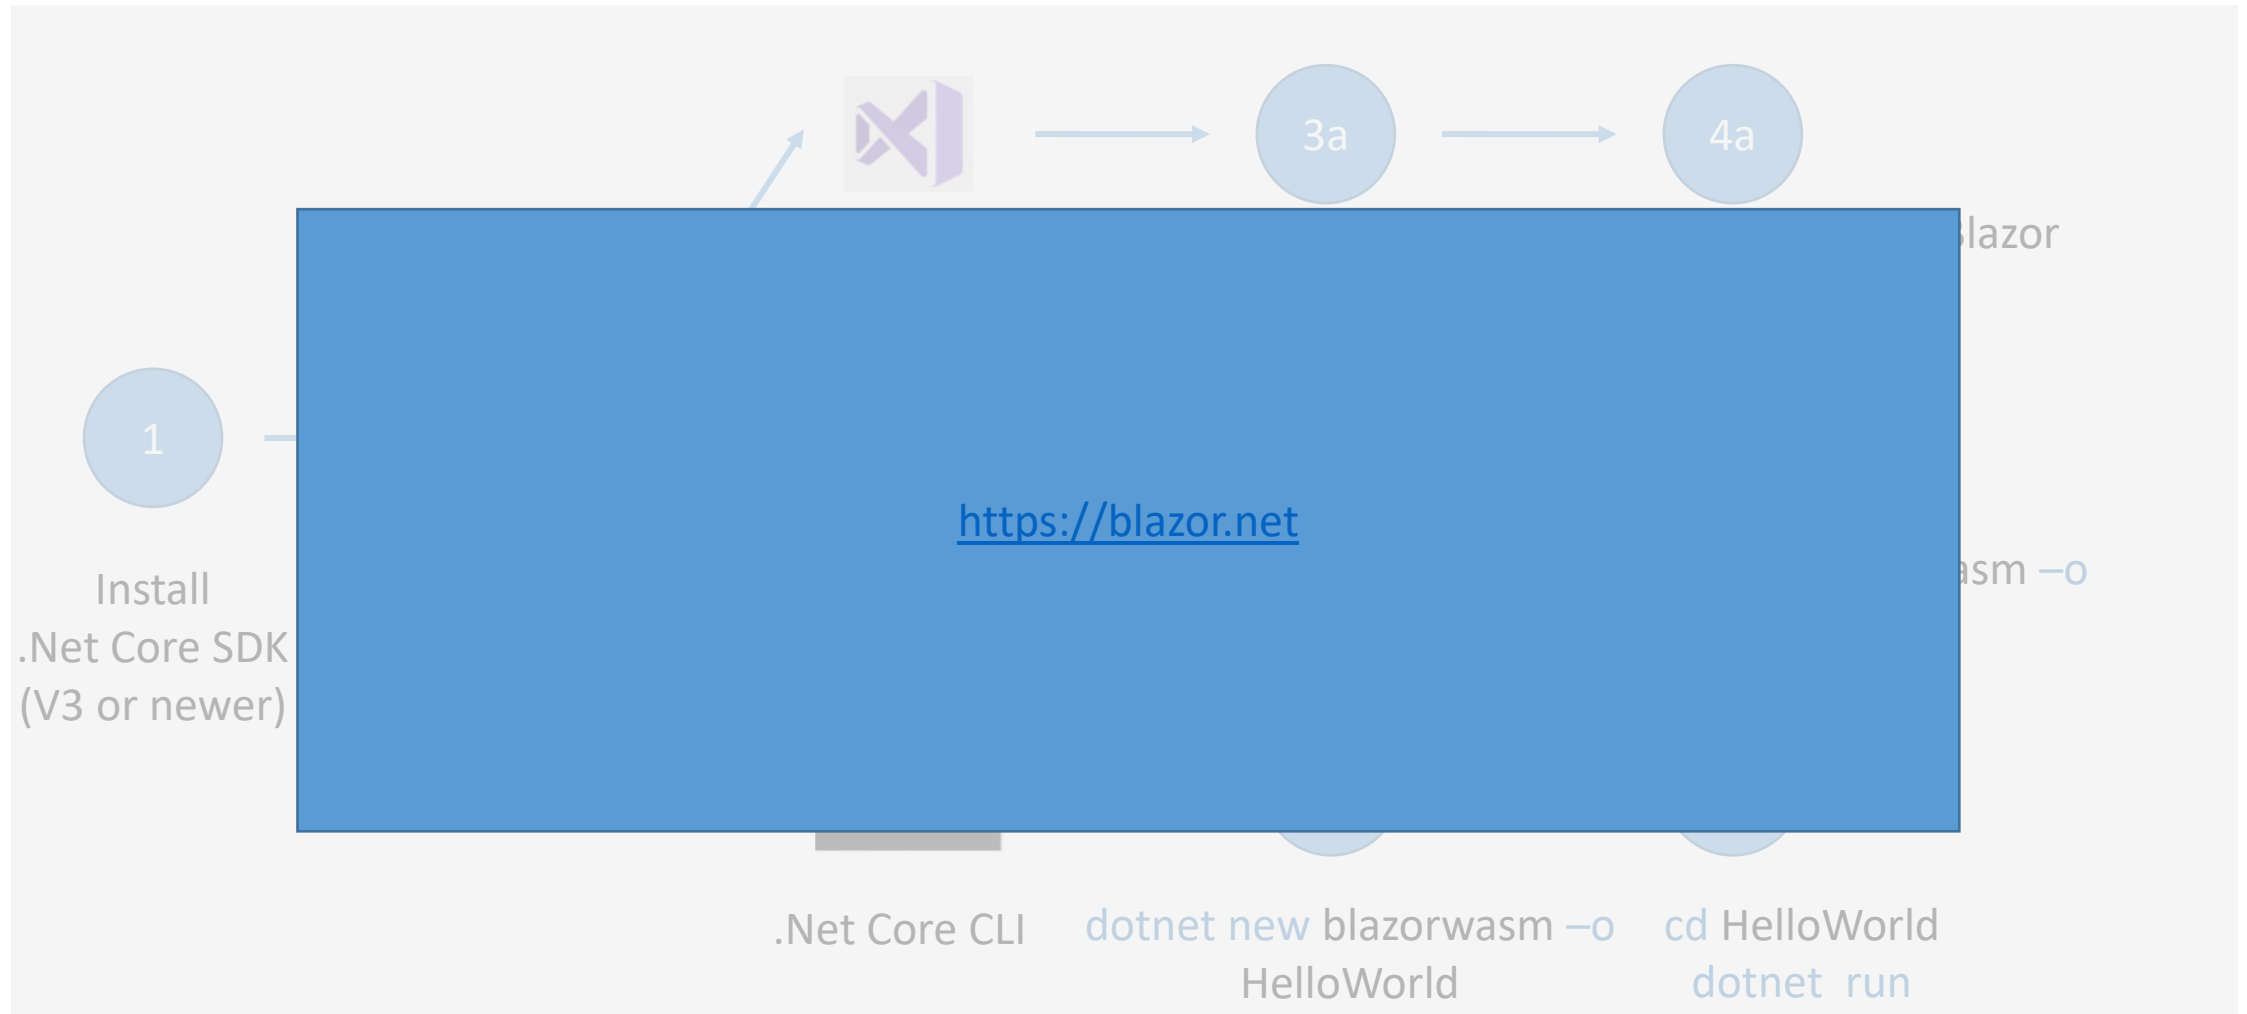 3a
4a
lazor
1
https://blazor.net
Install
.Net Core SDK
(V3 or newer)
asm –o
.Net Core CLI
dotnet new blazorwasm –o
HelloWorld
cd HelloWorld
dotnet run